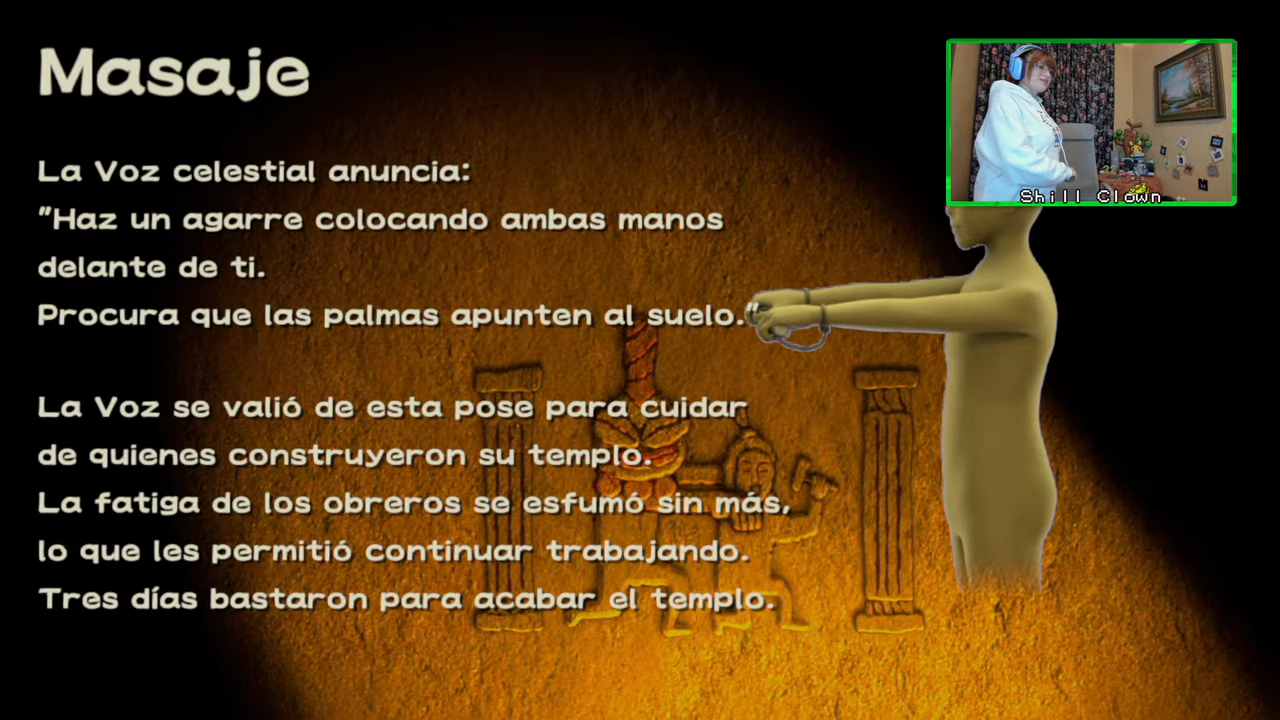 Masaje
La Voz celestial anuncia:
"Haz un agarre colocando ambas manos
delante de ti.
Procura que las palmas apunten al suelo."
La Voz se valió de esta pose para cuidar
de quienes construyeron su templo.
La fatiga de los obreros se esfumó sin más,
lo que les permitió continuar trabajando.
Tres días bastaron para acabar el templo.
Shill Clown